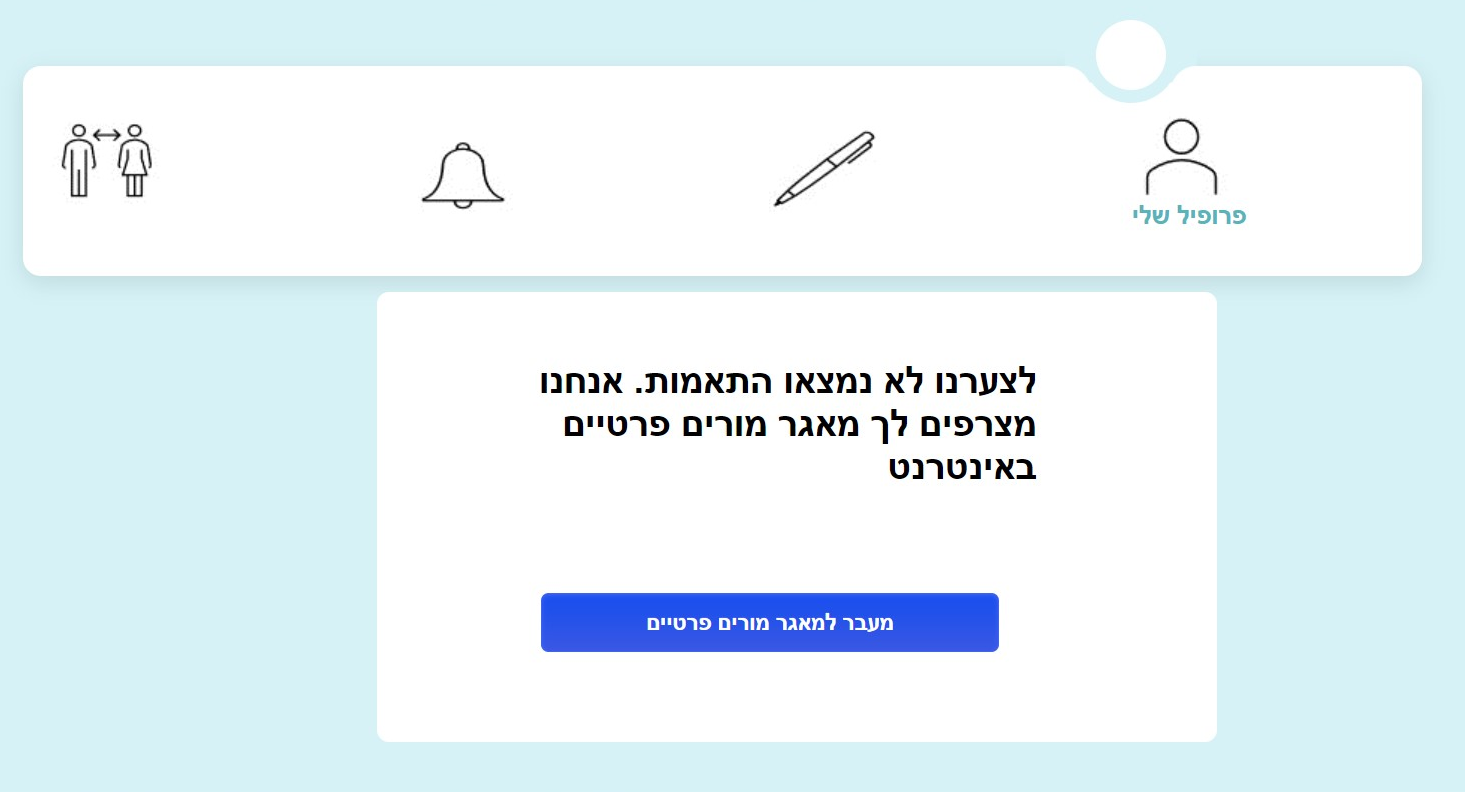 פרופיל שלי
לצערנו לא נמצאו התאמות. אנחנו
מצרפים לך מאגר מורים פרטיים
באינטרנט
מעבר למאגר מורים פרטיים